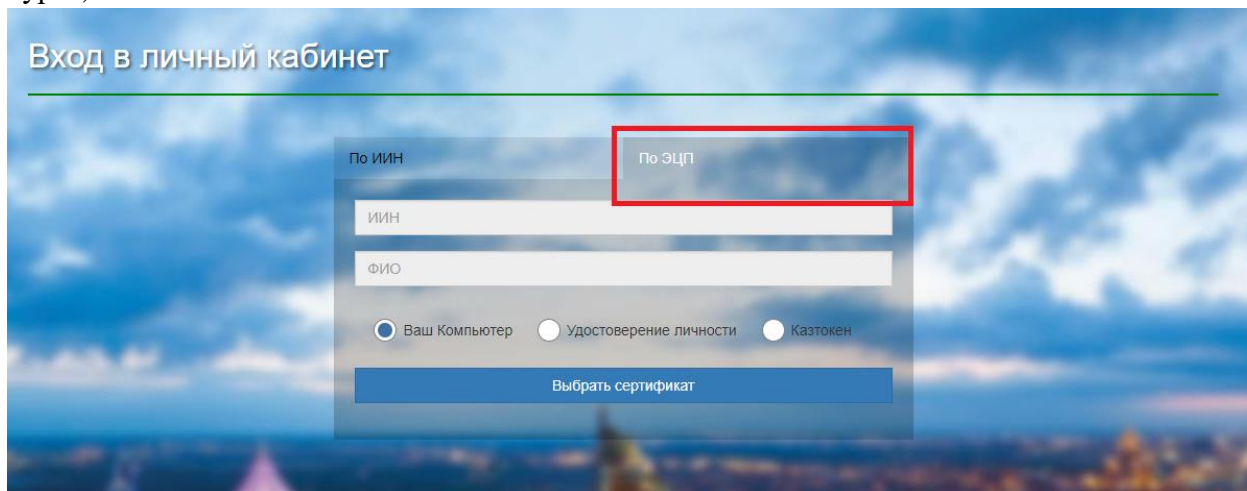 Вход в личный кабинет
По ИИН По ЭЦП
ИИН
ФИО
Ваш Компьютер Удостоверение личности Казтокен
Выбрать сертификат